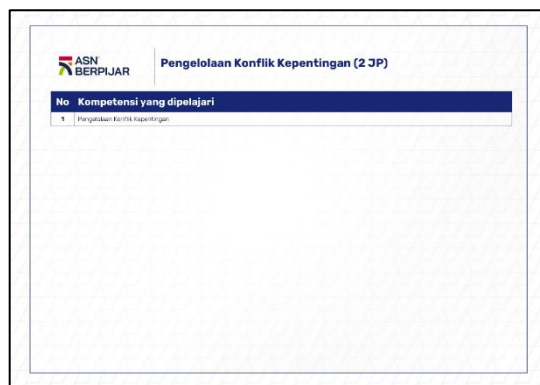 ASN
BERPIJAR
Pengelolaan Konflik Kepentingan (2 JP)
No Kompetensi yang dipelajari
1 Pengelolaan Konflik Kepentingan